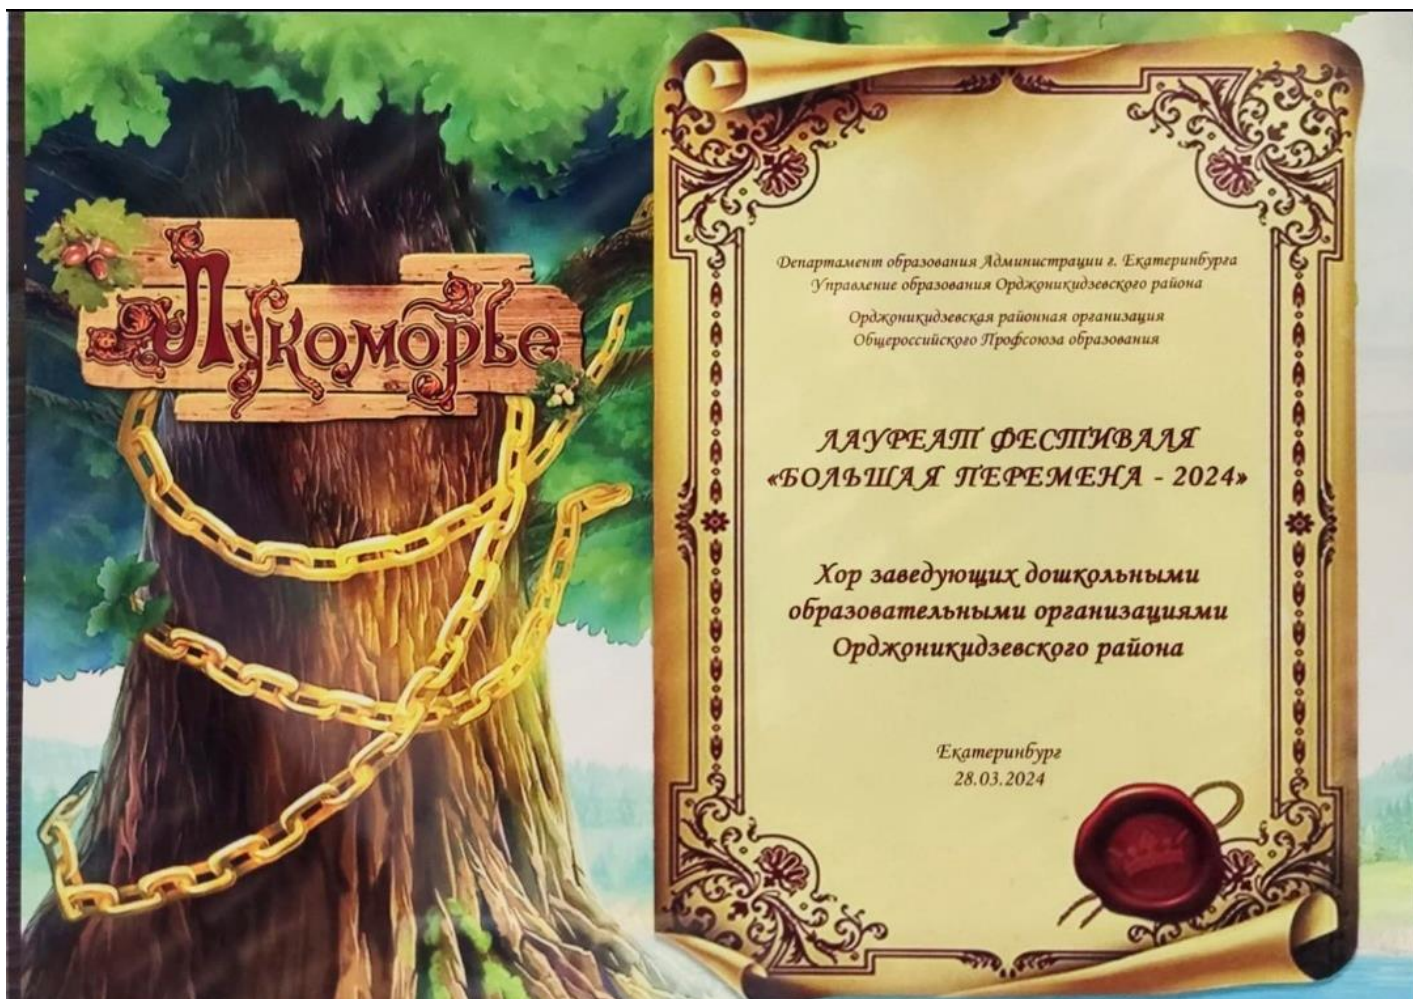 Лукоморье
Департамент образования Администрации г. Екатеринбурга
Управление образования Орджоникидзевского района
Орджоникидзевская районная организация
Общероссийского Профсоюза образования
ЛАУРЕАТ ФЕСТИВАЛЯ
«БОЛЬШАЯ ПЕРЕМЕНА - 2024»
Хор заведующих дошкольными
образовательными организациями
Орджоникидзевского района
Екатеринбург
28.03.2024